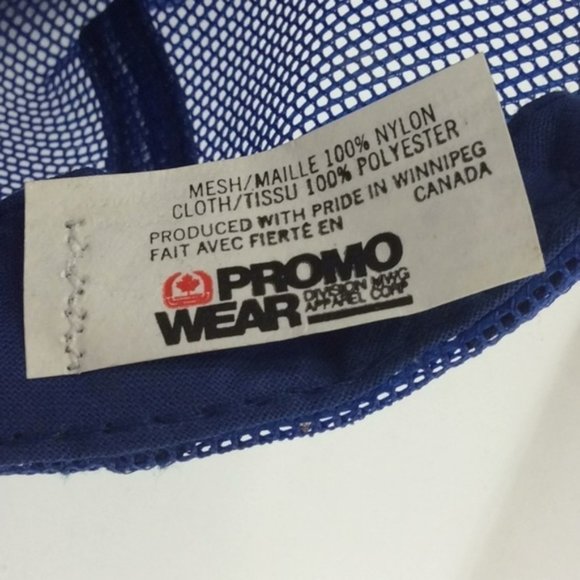 MESH/MAILLE 100% NYLON
CLOTH/TISSU 100% POLYESTER
PRODUCED WITH PRIDE IN WINNIPEG
FAIT AVEC FIERTÉ EN CANADA
PROMO
WEAR DIVISION MWG
APPAREL CORP